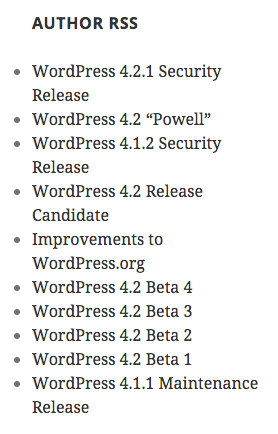 AUTHOR RSS
WordPress 4.2.1 Security
Release
WordPress 4.2 “Powell”
WordPress 4.1.2 Security
Release
WordPress 4.2 Release
Candidate
Improvements to
WordPress.org
WordPress 4.2 Beta 4
WordPress 4.2 Beta 3
WordPress 4.2 Beta 2
WordPress 4.2 Beta 1
WordPress 4.1.1 Maintenance
Release